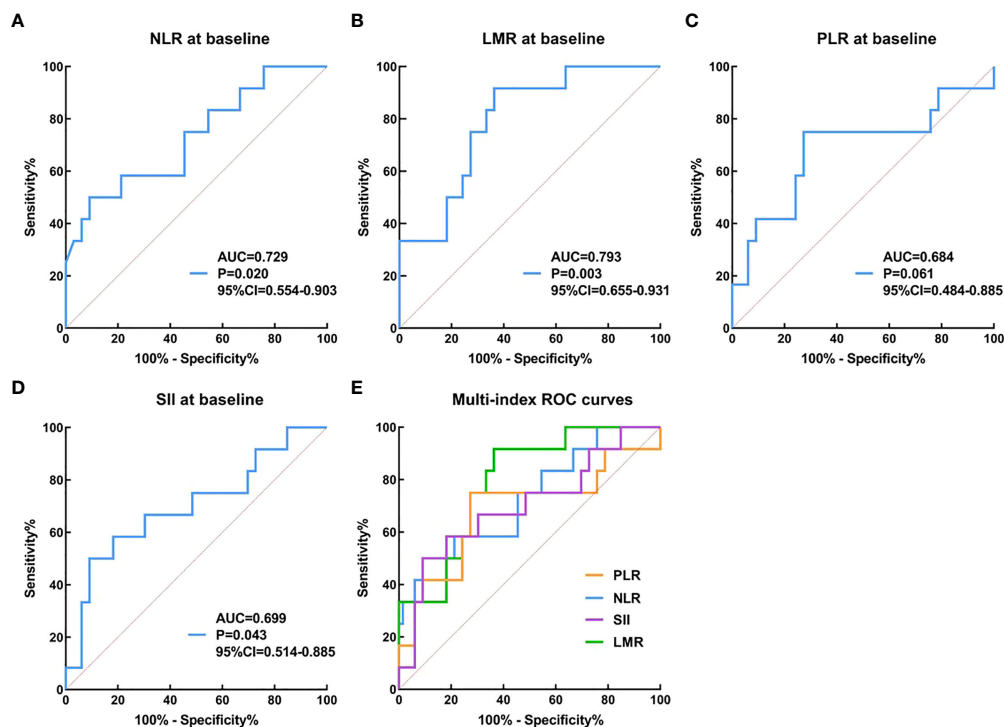 A
NLR at baseline
Sensitivity%
100
80
60
40
20
0
AUC=0.729
P=0.020
95%CI=0.554-0.903
0 20 40 60 80 100
100% - Specificity%
B
LMR at baseline
Sensitivity%
100
80
60
40
20
0
AUC=0.793
P=0.003
95%CI=0.655-0.931
0 20 40 60 80 100
100% - Specificity%
C
PLR at baseline
Sensitivity%
100
80
60
40
20
0
AUC=0.684
P=0.061
95%CI=0.484-0.885
0 20 40 60 80 100
100% - Specificity%
D
SII at baseline
Sensitivity%
100
80
60
40
20
0
AUC=0.699
P=0.043
95%CI=0.514-0.885
0 20 40 60 80 100
100% - Specificity%
E
Multi-index ROC curves
Sensitivity%
100
80
60
40
20
0
PLR
NLR
SII
LMR
0 20 40 60 80 100
100% - Specificity%